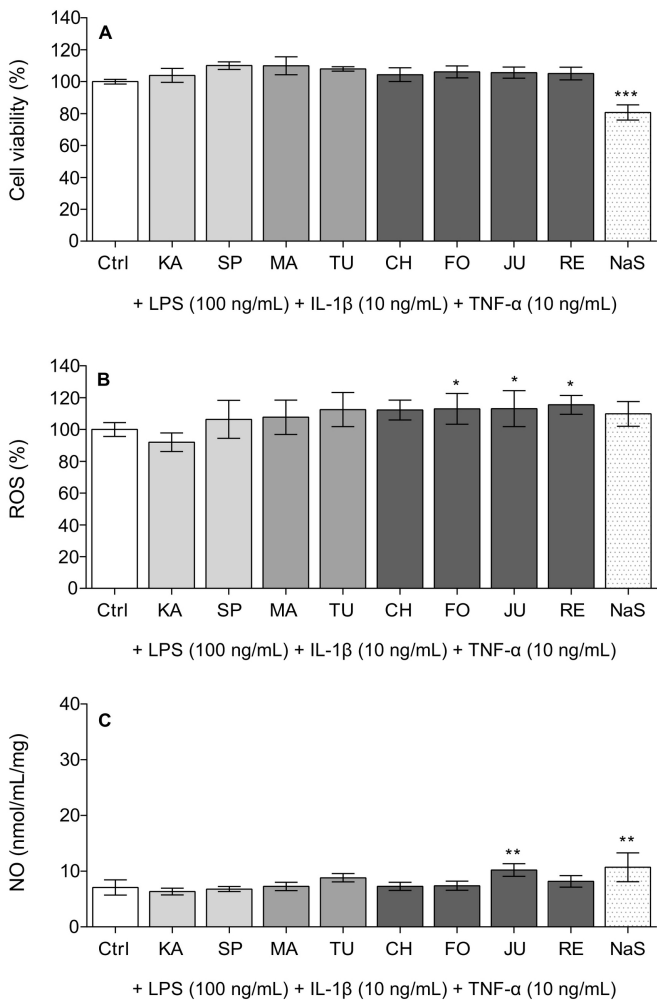 A
Cell viability (%)
140
120
100
80
60
40
20
0
***
Ctrl KA SP MA TU CH FO JU RE NaS
+ LPS (100 ng/mL) + IL-1β (10 ng/mL) + TNF-α (10 ng/mL)
B
ROS (%)
140
120
100
80
60
40
20
0
* * *
Ctrl KA SP MA TU CH FO JU RE NaS
+ LPS (100 ng/mL) + IL-1β (10 ng/mL) + TNF-α (10 ng/mL)
C
NO (nmol/mL/mg)
40
30
20
10
0
** **
Ctrl KA SP MA TU CH FO JU RE NaS
+ LPS (100 ng/mL) + IL-1β (10 ng/mL) + TNF-α (10 ng/mL)